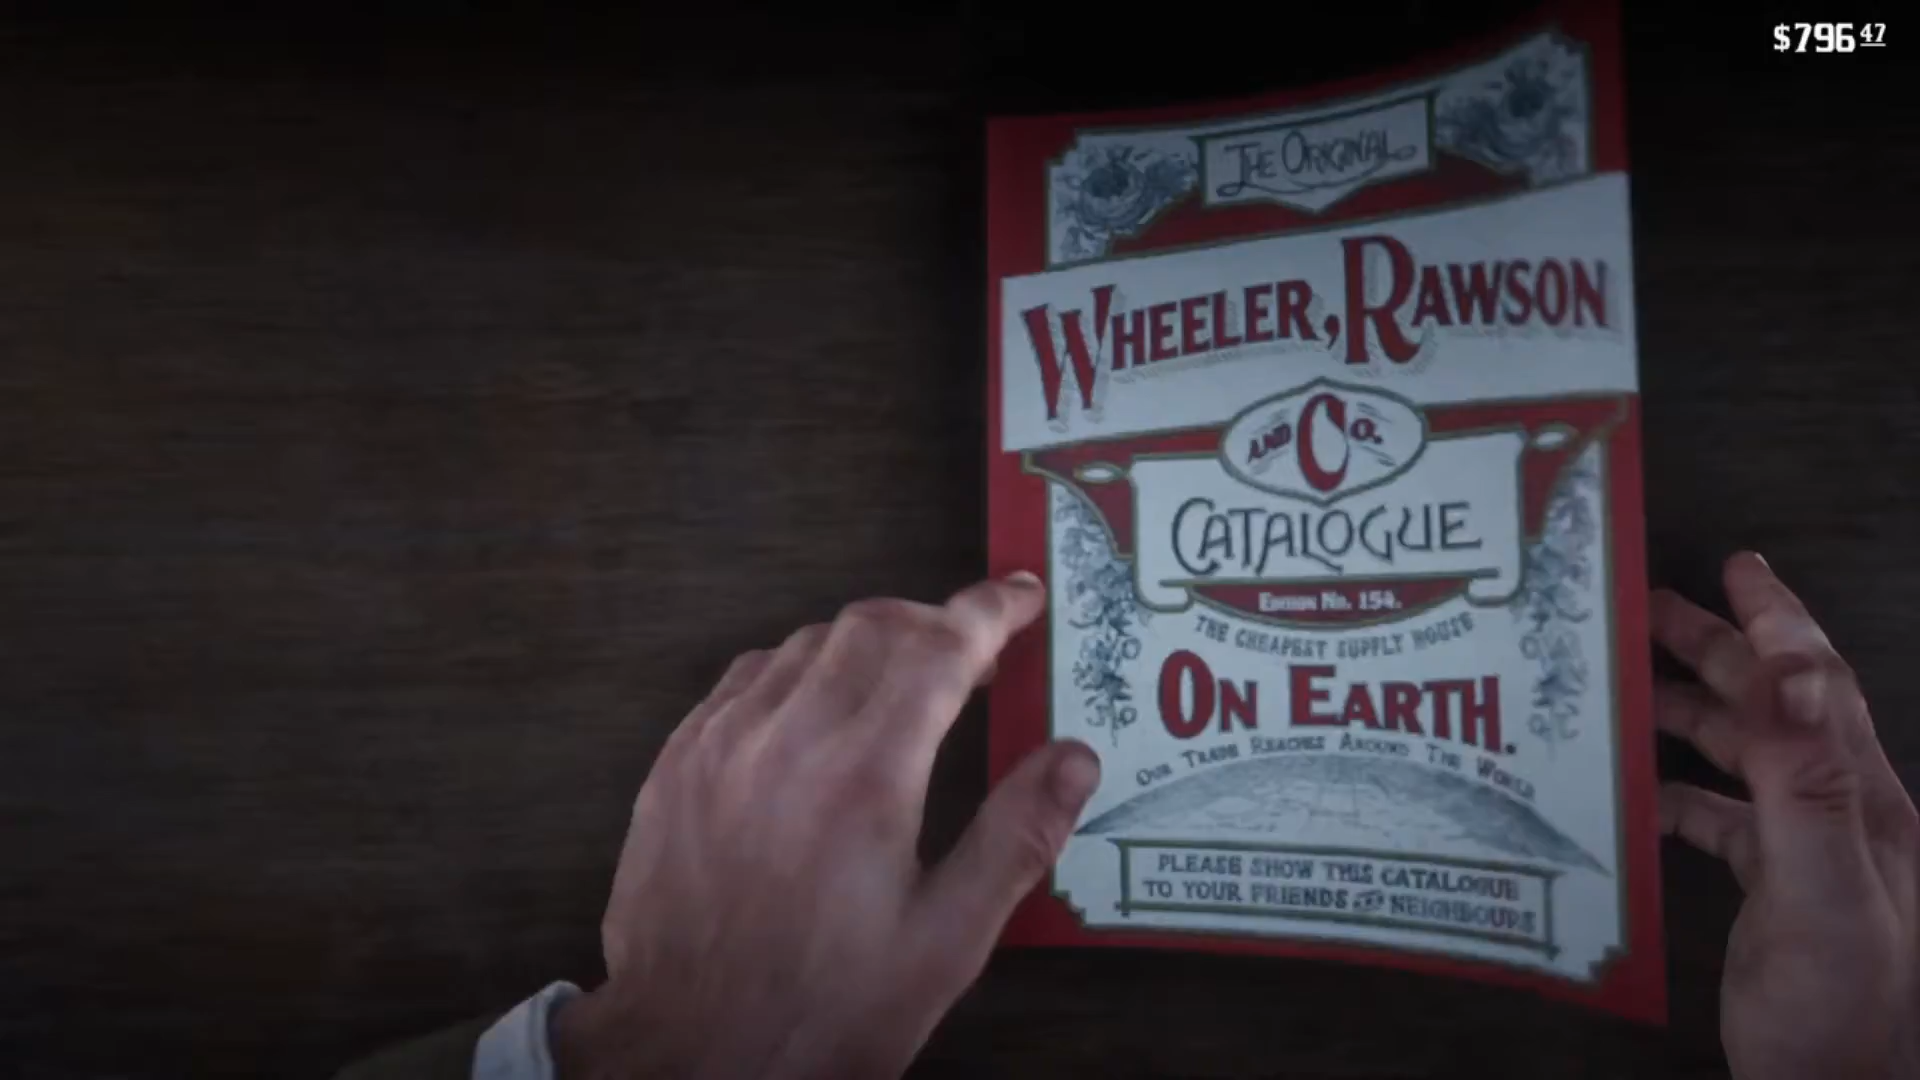 $796.47
THE ORIGINAL
WHEELER, RAWSON
AND Co.
CATALOGUE
EDITION No. 154.
THE CHEAPEST SUPPLY HOUSE
ON EARTH.
OUR TRADE REACHES AROUND THE WORLD
PLEASE SHOW THIS CATALOGUE
TO YOUR FRIENDS AND NEIGHBOURS